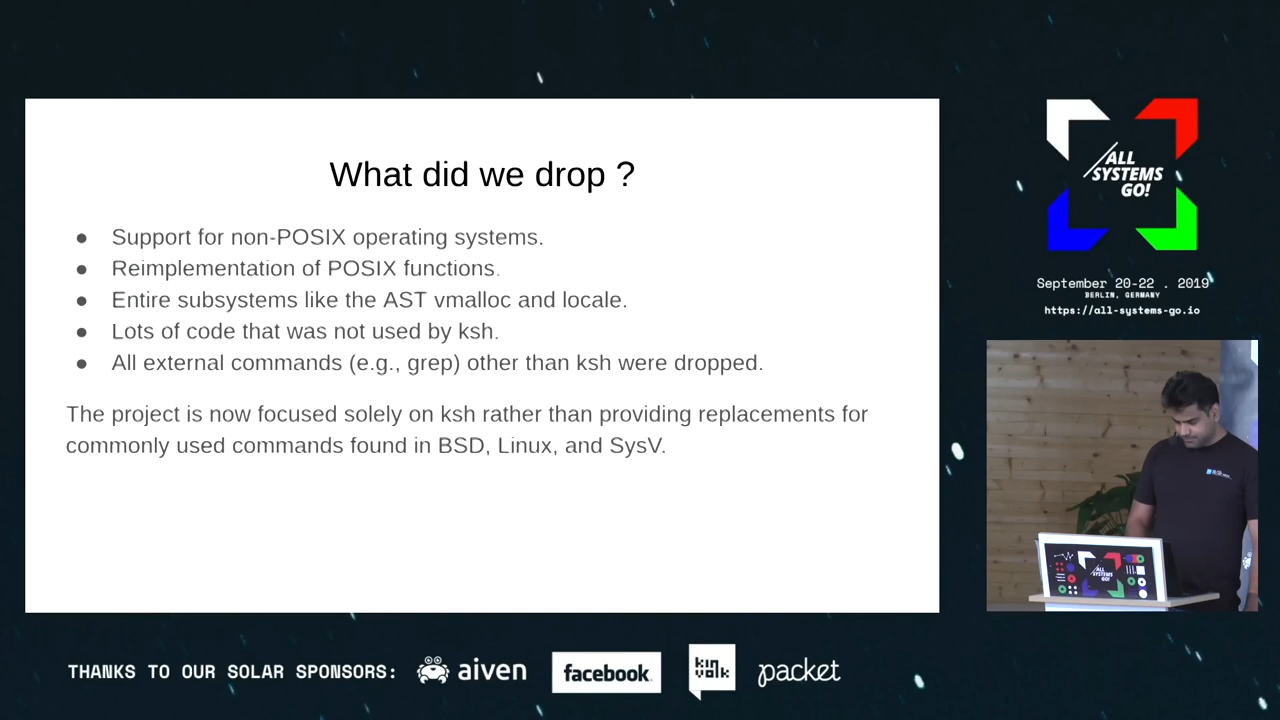 What did we drop ?
● Support for non-POSIX operating systems.
● Reimplementation of POSIX functions.
● Entire subsystems like the AST vmalloc and locale.
● Lots of code that was not used by ksh.
● All external commands (e.g., grep) other than ksh were dropped.
The project is now focused solely on ksh rather than providing replacements for
commonly used commands found in BSD, Linux, and SysV.
ALL
SYSTEMS
GO!
September 20-22 . 2019
BERLIN, GERMANY
https://all-systems-go.io
ALL
SYSTEMS
GO!
THANKS TO OUR SOLAR SPONSORS:
aiven
facebook.
kinvolk
packet